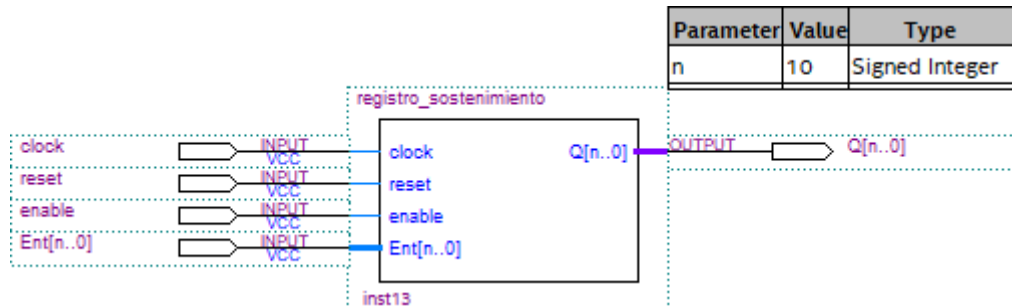 Parameter Value Type
n 10 Signed Integer
registro_sostenimiento
clock INPUT VCC clock Q[n..0] OUTPUT Q[n..0]
reset INPUT VCC reset
enable INPUT VCC enable
Ent[n..0] INPUT VCC Ent[n..0]
inst13